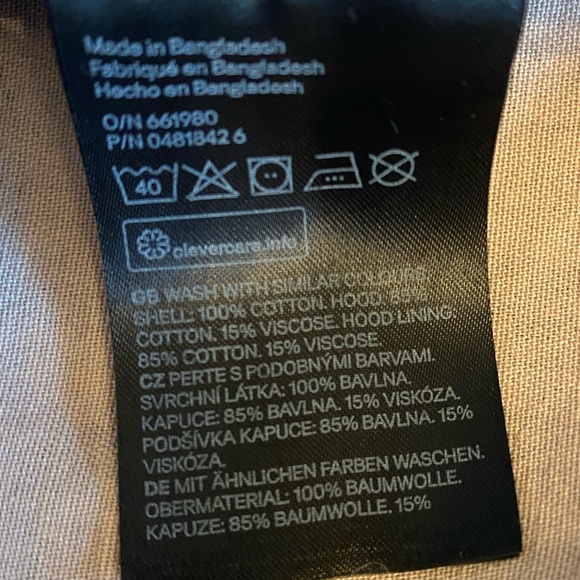 Made in Bangladesh
Fabriqué en Bangladesh
Hecho en Bangladesh
O/N 661980
P/N 0481842 6
40
clevercare.info
GB WASH WITH SIMILAR COLOURS
SHELL: 100% COTTON. HOOD: 85%
COTTON. 15% VISCOSE. HOOD LINING:
85% COTTON. 15% VISCOSE.
CZ PERTE S PODOBNÝMI BARVAMI.
SVRCHNÍ LÁTKA: 100% BAVLNA.
KAPUCE: 85% BAVLNA. 15% VISKÓZA.
PODŠÍVKA KAPUCE: 85% BAVLNA. 15%
VISKÓZA.
DE MIT ÄHNLICHEN FARBEN WASCHEN.
OBERMATERIAL: 100% BAUMWOLLE.
KAPUZE: 85% BAUMWOLLE. 15%